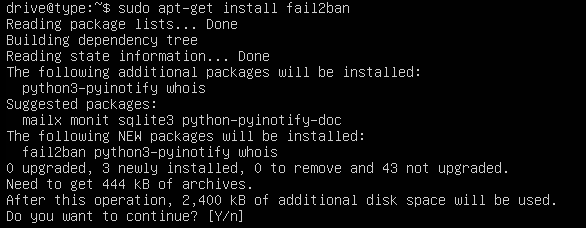 drive@type:~$ sudo apt-get install fail2ban
Reading package lists... Done
Building dependency tree
Reading state information... Done
The following additional packages will be installed:
  python3-pyinotify whois
Suggested packages:
  mailx monit sqlite3 python-pyinotify-doc
The following NEW packages will be installed:
  fail2ban python3-pyinotify whois
0 upgraded, 3 newly installed, 0 to remove and 43 not upgraded.
Need to get 444 kB of archives.
After this operation, 2,400 kB of additional disk space will be used.
Do you want to continue? [Y/n]